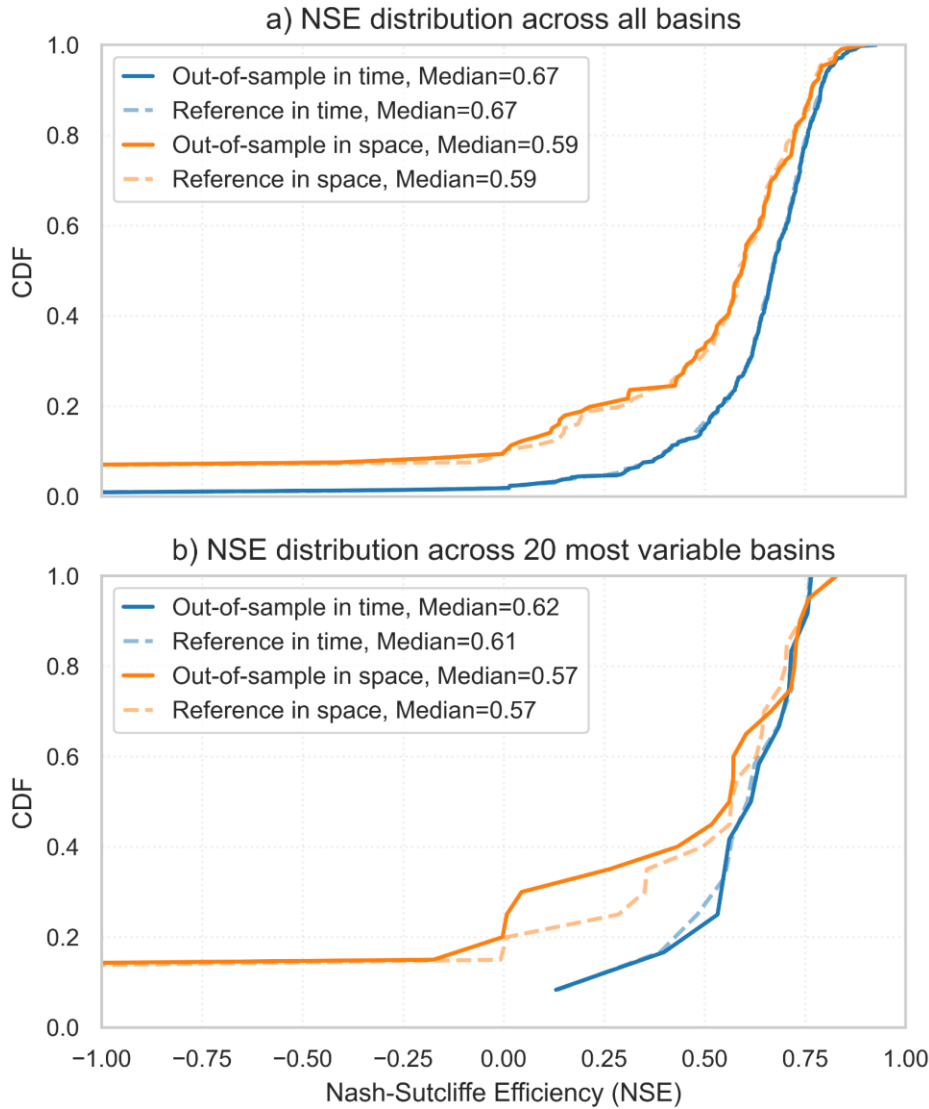 a) NSE distribution across all basins
1.0
0.8
0.6
0.4
0.2
0.0
CDF
Out-of-sample in time, Median=0.67
Reference in time, Median=0.67
Out-of-sample in space, Median=0.59
Reference in space, Median=0.59
b) NSE distribution across 20 most variable basins
1.0
0.8
0.6
0.4
0.2
0.0
CDF
Out-of-sample in time, Median=0.62
Reference in time, Median=0.61
Out-of-sample in space, Median=0.57
Reference in space, Median=0.57
−1.00 −0.75 −0.50 −0.25 0.00 0.25 0.50 0.75 1.00
Nash-Sutcliffe Efficiency (NSE)